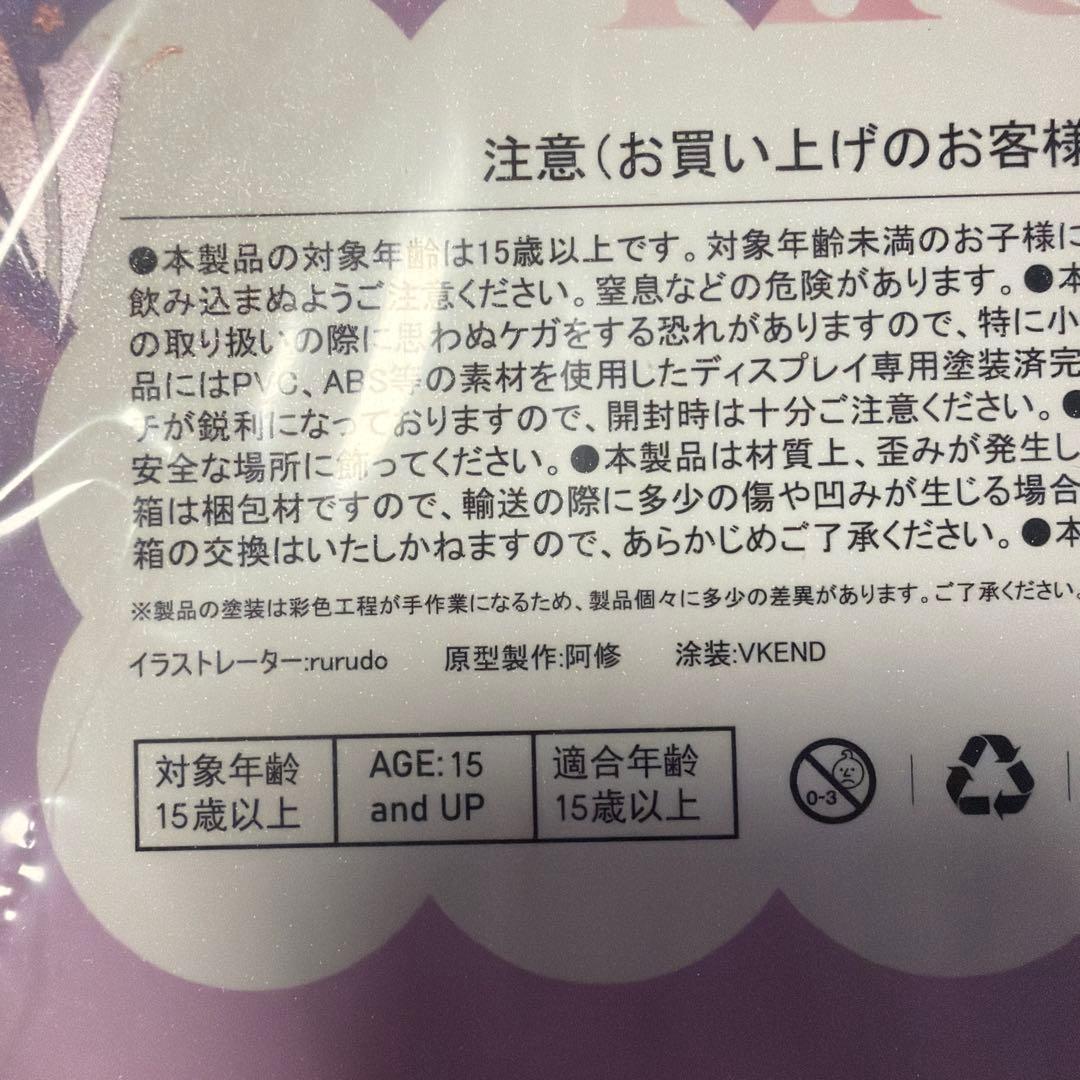 注意(お買い上げのお客様
●本製品の対象年齢は15歳以上です。対象年齢未満のお子様に
飲み込まぬようご注意ください。窒息などの危険があります。●本
の取り扱いの際に思わぬケガをする恐れがありますので、特に小
品にはPVC、ABS等の素材を使用したディスプレイ専用塗装済完
チが鋭利になっておりますので、開封時は十分ご注意ください。●
安全な場所に飾ってください。●本製品は材質上、歪みが発生し
箱は梱包材ですので、輸送の際に多少の傷や凹みが生じる場合
箱の交換はいたしかねますので、あらかじめご了承ください。●本
※製品の塗装は彩色工程が手作業になるため、製品個々に多少の差異があります。ご了承ください。
イラストレーター:rurudo 原型製作:阿修 涂装:VKEND
対象年齢 AGE:15 適合年齢
15歳以上 and UP 15歳以上
0-3